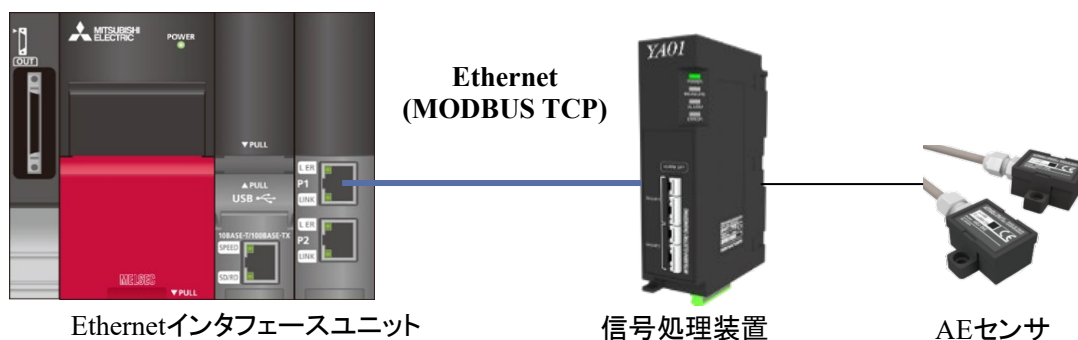 OUT
MITSUBISHI
ELECTRIC
POWER
▼PULL
▲PULL
USB
10BASE-T/100BASE-TX
SPEED
SD/RD
MELSEC
▼PULL
L ER
P1
LINK
L ER
P2
LINK
Ethernet
(MODBUS TCP)
YA01
POWER
ALARM
Ethernetインタフェースユニット
信号処理装置
AEセンサ